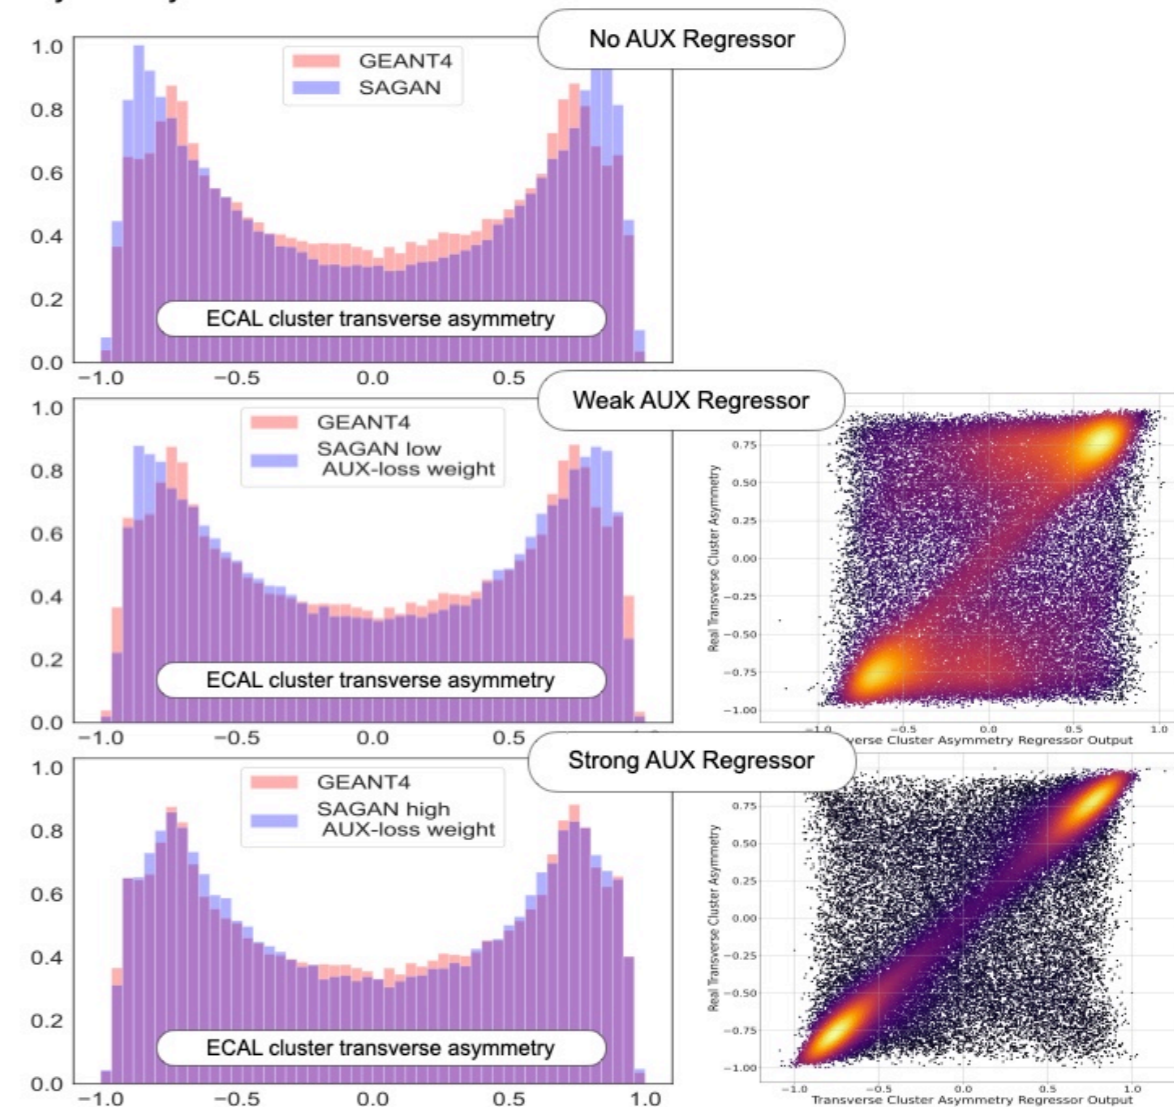 No AUX Regressor
1.0
0.8
0.6
0.4
0.2
0.0
GEANT4
SAGAN
ECAL cluster transverse asymmetry
−1.0 −0.5 0.0 0.5
Weak AUX Regressor
1.0
0.8
0.6
0.4
0.2
0.0
GEANT4
SAGAN low
AUX-loss weight
ECAL cluster transverse asymmetry
−1.0 −0.5 0.0 0.5
Real Transverse Cluster Asymmetry
0.75
0.50
0.25
0.00
−0.25
−0.50
−0.75
−1.00
−0.5 0.0 0.5 1.0
Cluster Asymmetry Regressor Output
Strong AUX Regressor
1.0
0.8
0.6
0.4
0.2
0.0
GEANT4
SAGAN high
AUX-loss weight
ECAL cluster transverse asymmetry
−1.0 −0.5 0.0 0.5 1.0
Real Transverse Cluster Asymmetry
0.75
0.50
0.25
0.00
−0.25
−0.50
−0.75
−1.00
−1.0 −0.5 0.0 0.5 1.0
Transverse Cluster Asymmetry Regressor Output